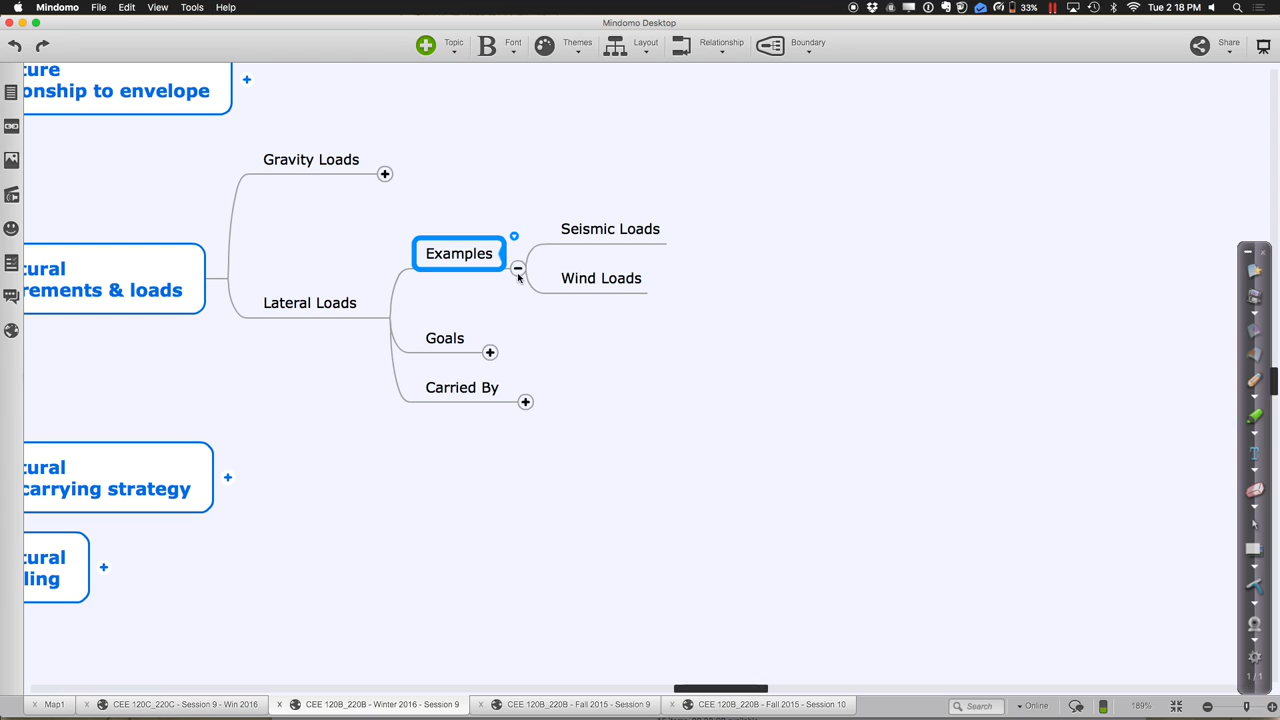 Mindomo File Edit View Tools Help
33% Tue 2.18 PM
Mindomo Desktop
Topic Font Themes Layout Relationship Boundary Share
ture
onship to envelope
Gravity Loads
Seismic Loads
Examples
Wind Loads
tural
rements & loads
Lateral Loads
Goals
Carried By
tural
carrying strategy
tural
ling
1 / 1
Map1
CEE 120C_220C - Session 9 - Win 2016
CEE 120B_220B - Winter 2016 - Session 9
CEE 120B_220B - Fall 2015 - Session 9
CEE 120B_220B - Fall 2015 - Session 10
Search
Online
189%